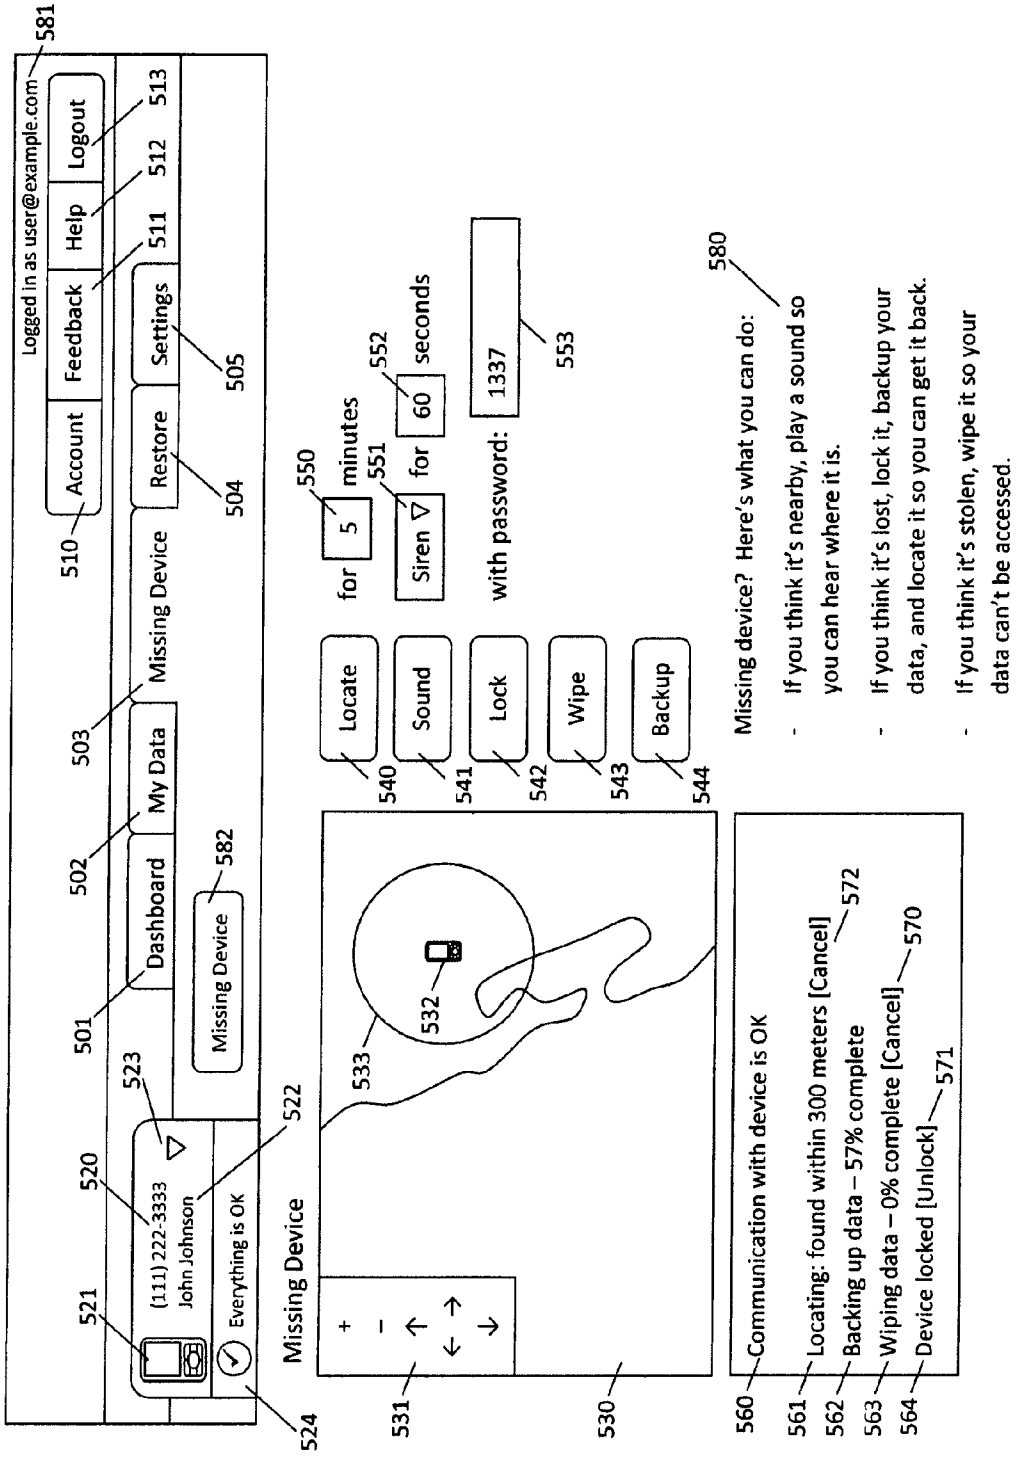 Logged in as user@example.com 581
Account Feedback Help Logout
510 511 512 513
501 502 503
Dashboard My Data Missing Device Restore Settings
504 505
521 520 523
(111) 222-3333
John Johnson
522
Everything is OK
524
Missing Device 582
Missing Device
531
+
-
↑
← →
↓
530
533
532
540 Locate for 5 minutes
550
541 Sound Siren for 60 seconds
551 552
542 Lock with password: 1337
553
543 Wipe
544 Backup
560 Communication with device is OK
561 Locating: found within 300 meters [Cancel] 572
562 Backing up data – 57% complete
563 Wiping data – 0% complete [Cancel] 570
564 Device locked [Unlock] 571
580
Missing device? Here's what you can do:
- If you think it's nearby, play a sound so
you can hear where it is.
- If you think it's lost, lock it, backup your
data, and locate it so you can get it back.
- If you think it's stolen, wipe it so your
data can't be accessed.